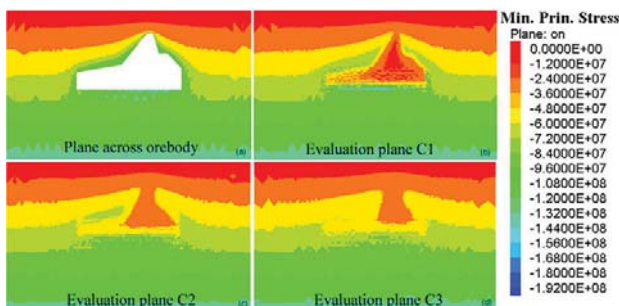 Min. Prin. Stress
Plane: on
0.0000E+00
-1.2000E+07
-2.4000E+07
-3.6000E+07
-4.8000E+07
-6.0000E+07
-7.2000E+07
-8.4000E+07
-9.6000E+07
-1.0800E+08
-1.2000E+08
-1.3200E+08
-1.4400E+08
-1.5600E+08
-1.6800E+08
-1.8000E+08
-1.9200E+08
Plane across orebody
(a)
Evaluation plane C1
(b)
Evaluation plane C2
(c)
Evaluation plane C3
(d)